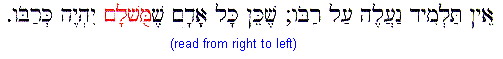 אֵין תַּלְמִיד נַעֲלֶה עַל רַבּוֹ; שֶׁכֵּן כָּל אָדָם שֶׁמֻּשְׁלָם יִהְיֶה כְּרַבּוֹ.
(read from right to left)